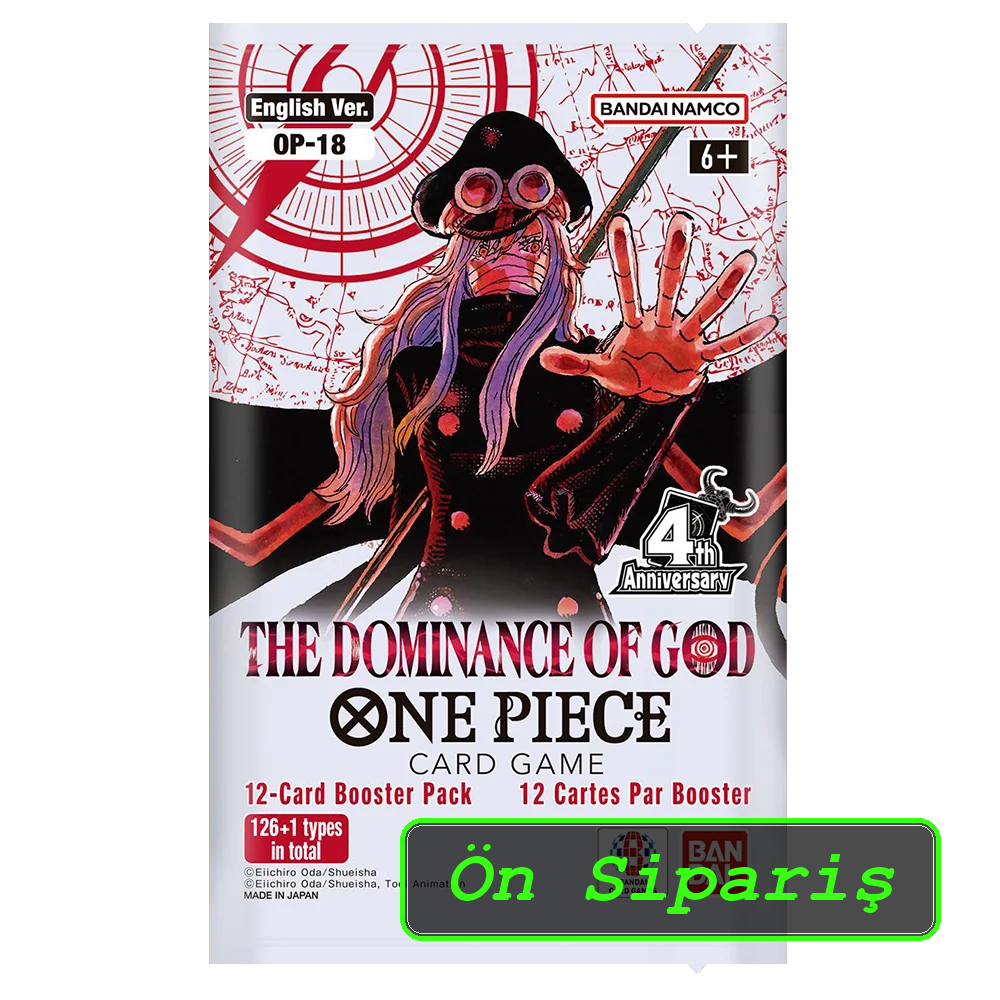 English Ver.
OP-18
BANDAI NAMCO
6+
4th
Anniversary
THE DOMINANCE OF GOD
ONE PIECE
CARD GAME
12-Card Booster Pack 12 Cartes Par Booster
126+1 types
in total
BAN
DAI
©Eiichiro Oda/Shueisha
©Eiichiro Oda/Shueisha, Toei Animation
MADE IN JAPAN
Ön Sipariş